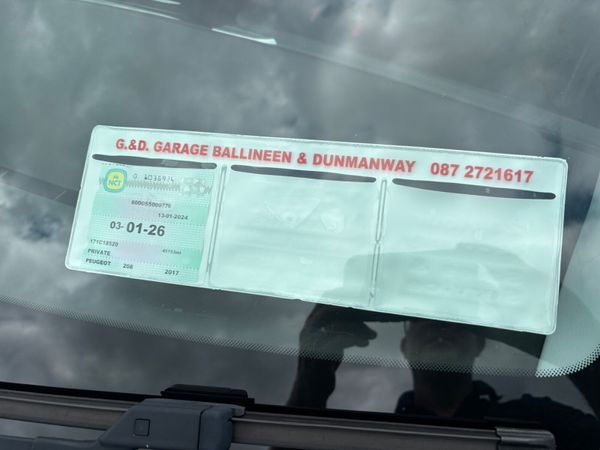 G.&D. GARAGE BALLINEEN & DUNMANWAY 087 2721617
NCT
13-01-2024
03- 01-26
PRIVATE
PEUGEOT 208 2017